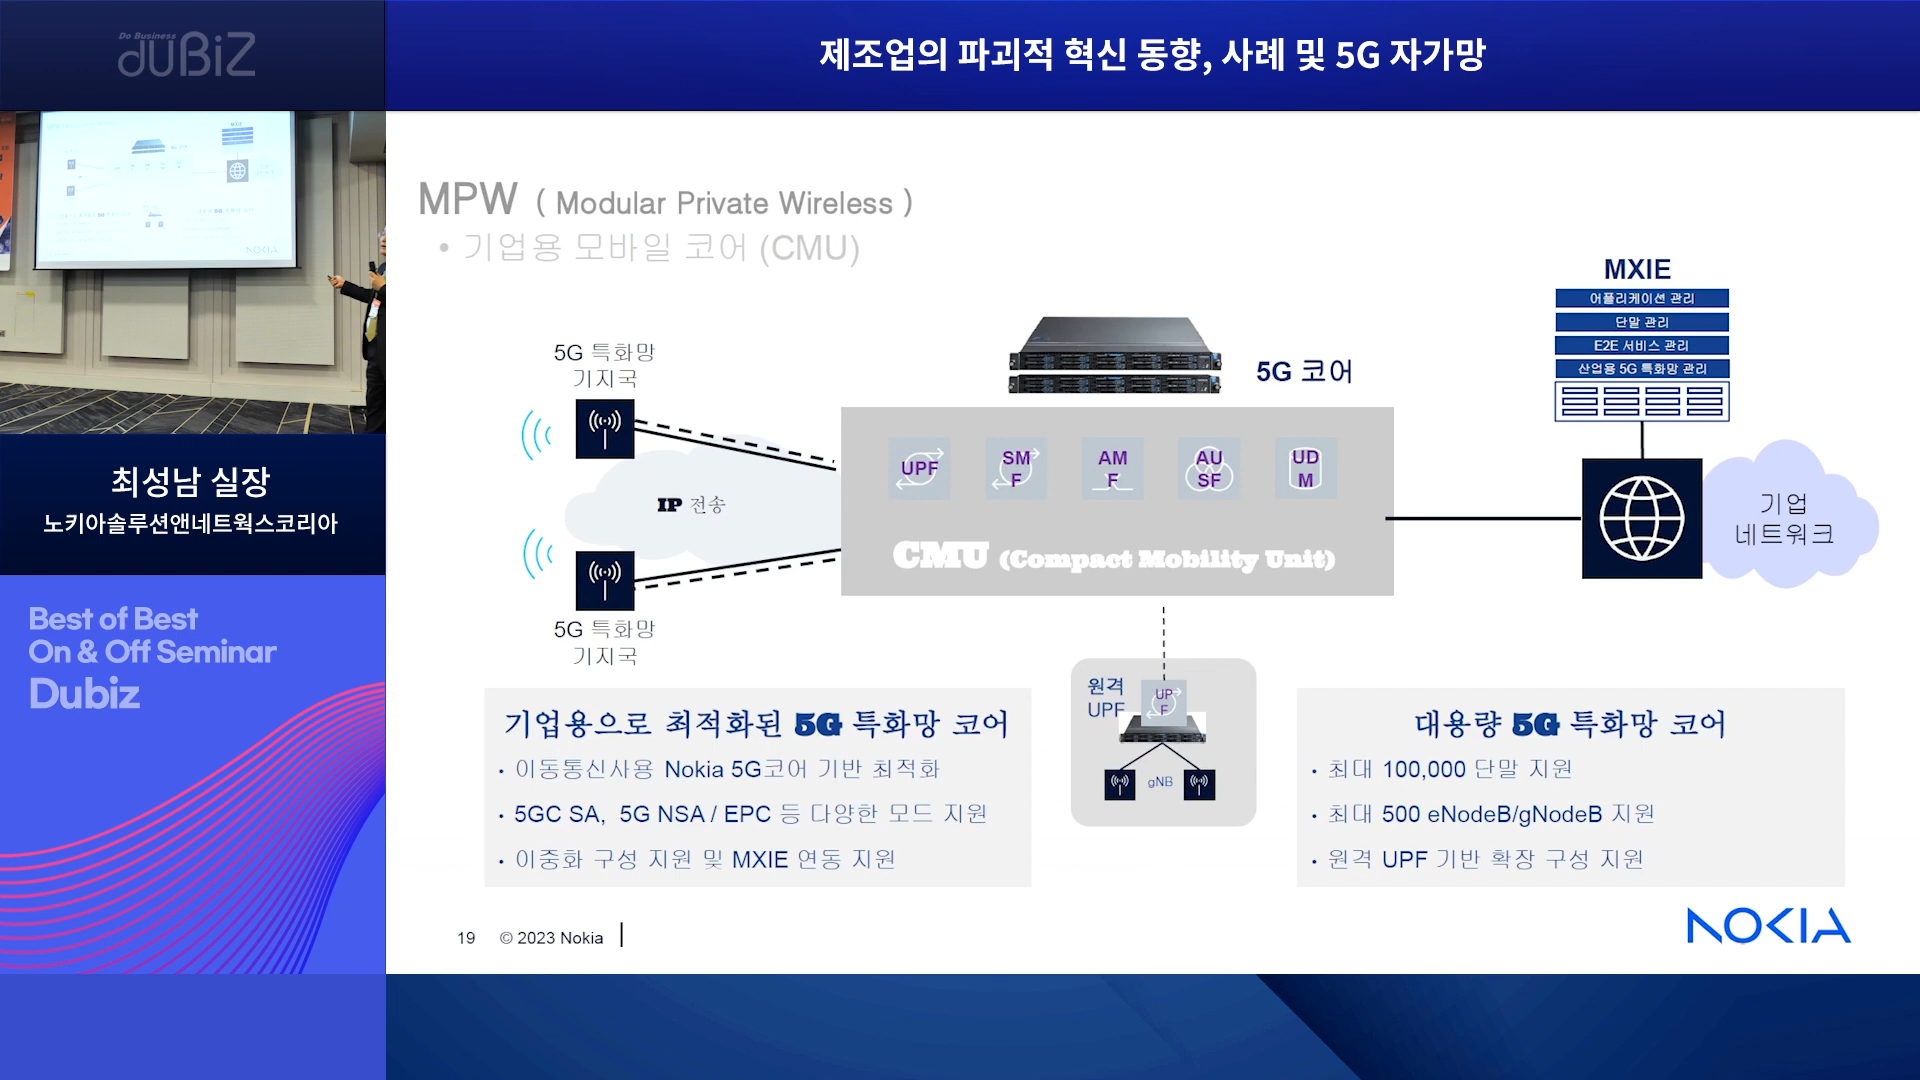 Do Business
duBiZ
제조업의 파괴적 혁신 동향, 사례 및 5G 자가망
최성남 실장
노키아솔루션앤네트웍스코리아
Best of Best
On & Off Seminar
Dubiz
MPW ( Modular Private Wireless )
• 기업용 모바일 코어 (CMU)
MXIE
어플리케이션 관리
단말 관리
E2E 서비스 관리
산업용 5G 특화망 관리
5G 특화망
기지국
5G 코어
IP 전송
UPF
SM
F
AM
F
AU
SF
UD
M
CMU (Compact Mobility Unit)
기업
네트워크
5G 특화망
기지국
원격
UPF
UP
F
gNB
기업용으로 최적화된 5G 특화망 코어
• 이동통신사용 Nokia 5G코어 기반 최적화
• 5GC SA, 5G NSA / EPC 등 다양한 모드 지원
• 이중화 구성 지원 및 MXIE 연동 지원
대용량 5G 특화망 코어
• 최대 100,000 단말 지원
• 최대 500 eNodeB/gNodeB 지원
• 원격 UPF 기반 확장 구성 지원
19 © 2023 Nokia
NOKIA